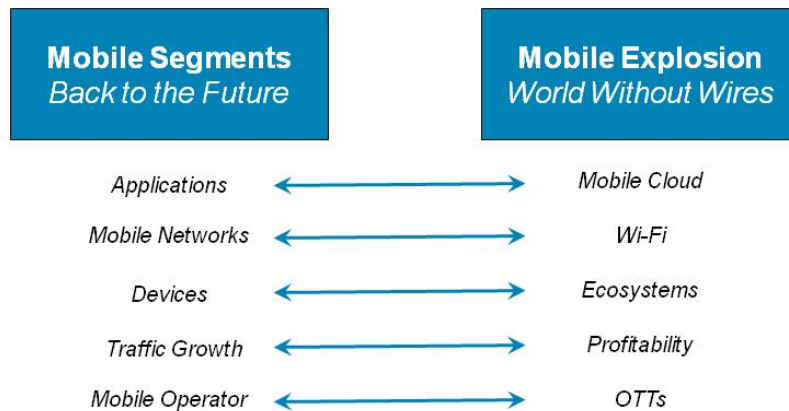 Mobile Segments
Back to the Future
Mobile Explosion
World Without Wires
Applications
Mobile Cloud
Mobile Networks
Wi-Fi
Devices
Ecosystems
Traffic Growth
Profitability
Mobile Operator
OTTs